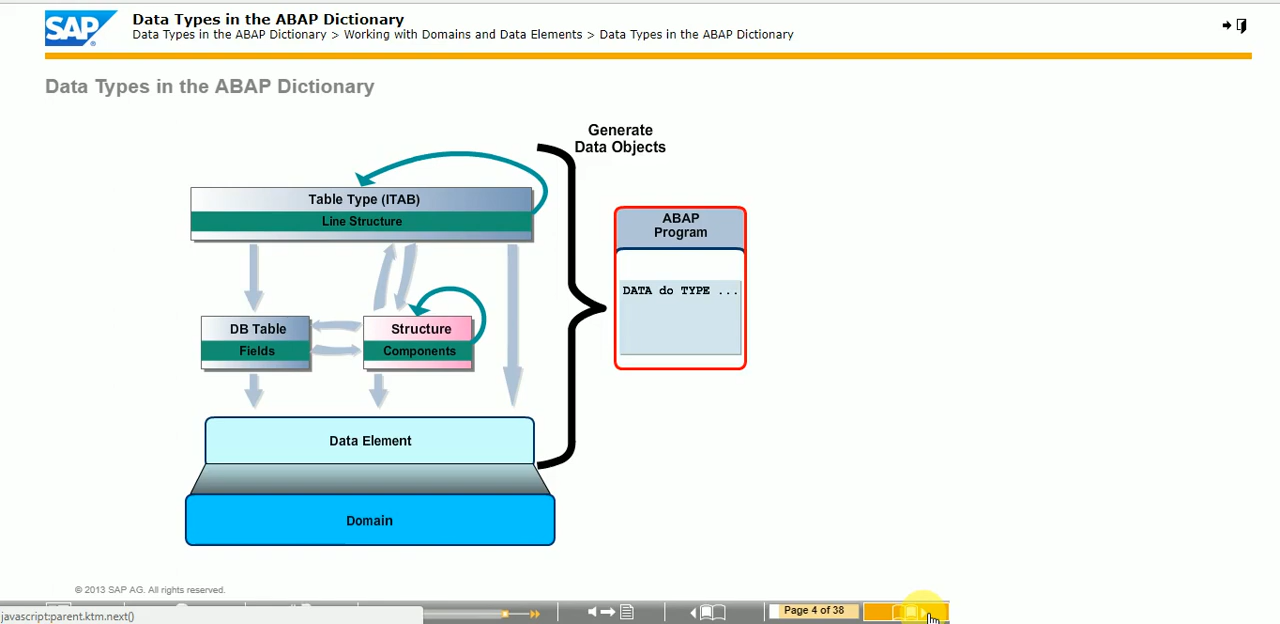 SAP
Data Types in the ABAP Dictionary
Data Types in the ABAP Dictionary > Working with Domains and Data Elements > Data Types in the ABAP Dictionary
Data Types in the ABAP Dictionary
Generate
Data Objects
Table Type (ITAB)
Line Structure
ABAP
Program
DATA do TYPE ...
DB Table
Fields
Structure
Components
Data Element
Domain
© 2013 SAP AG. All rights reserved.
javascript:parent.ktm.next()
Page 4 of 38